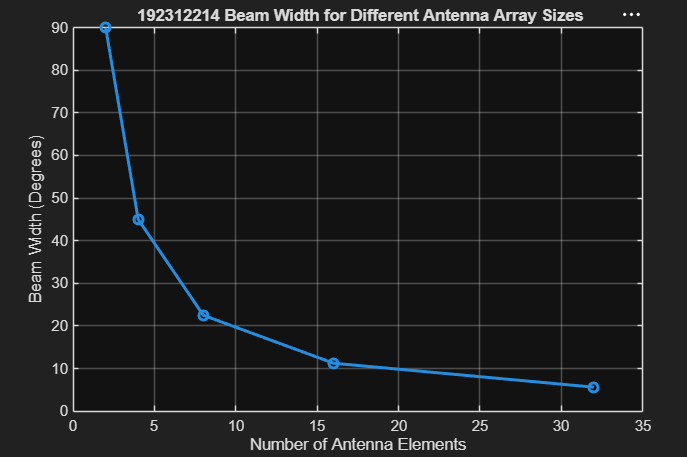 192312214 Beam Width for Different Antenna Array Sizes
90
80
70
60
50
40
30
20
10
0
Beam Width (Degrees)
0 5 10 15 20 25 30 35
Number of Antenna Elements